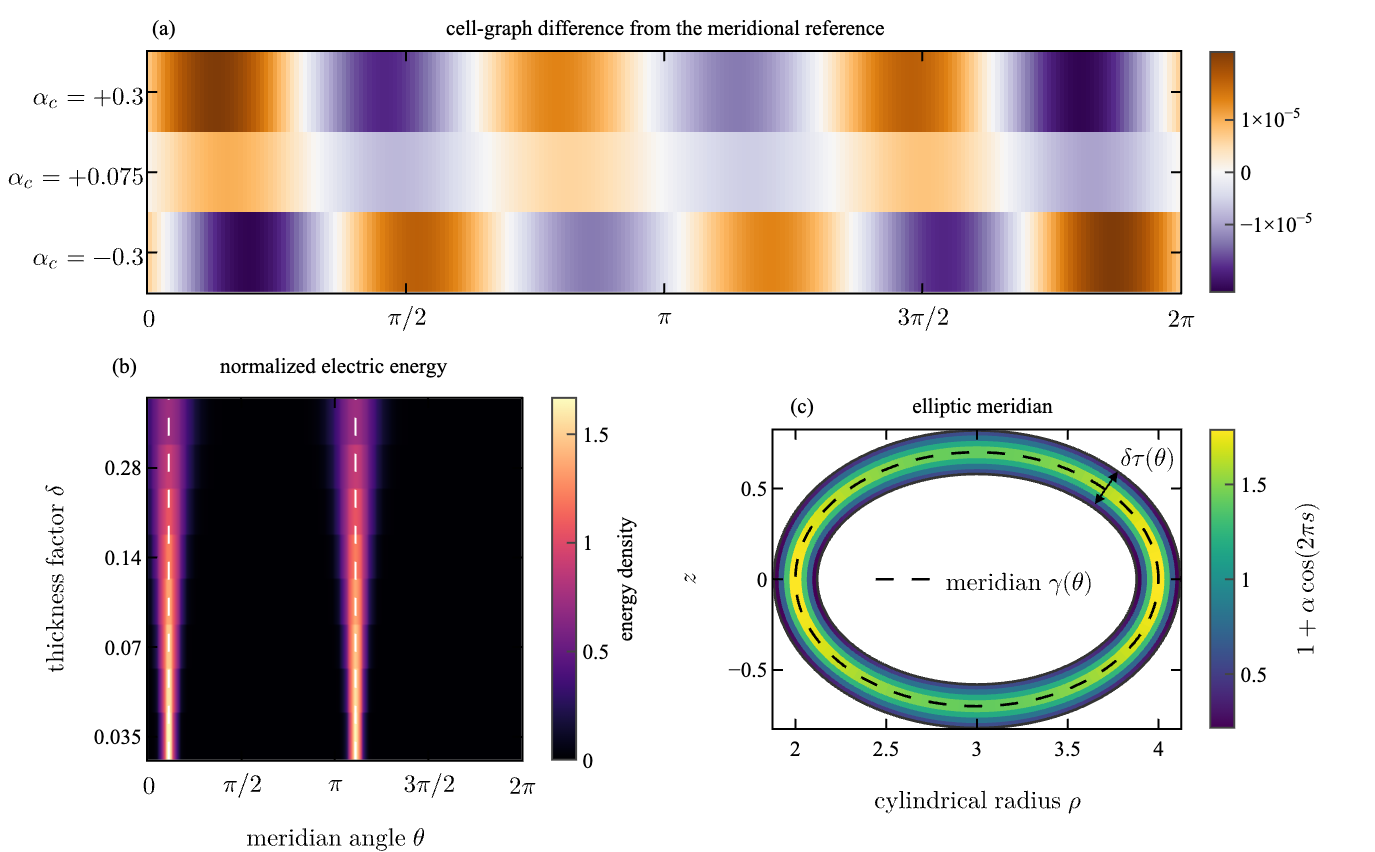 (a) cell-graph difference from the meridional reference
α_c = +0.3
α_c = +0.075
α_c = −0.3
0 π/2 π 3π/2 2π
1×10⁻⁵
0
−1×10⁻⁵
(b) normalized electric energy
thickness factor δ
0.28
0.14
0.07
0.035
0 π/2 π 3π/2 2π
meridian angle θ
1.5
1
0.5
0
energy density
(c) elliptic meridian
δτ(θ)
meridian γ(θ)
z
0.5
0
−0.5
2 2.5 3 3.5 4
cylindrical radius ρ
1.5
1
0.5
1 + α cos(2πs)